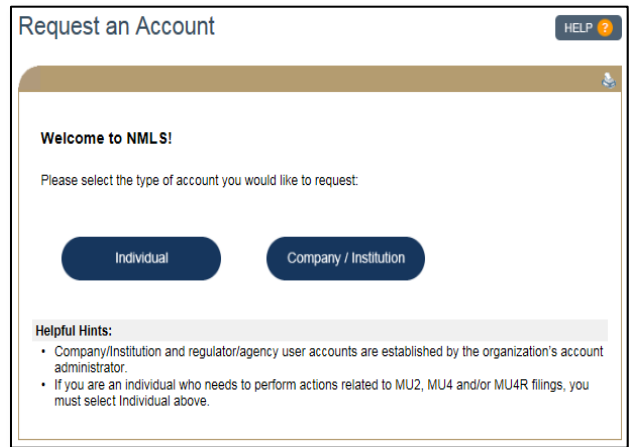 Request an Account
HELP ?
Welcome to NMLS!
Please select the type of account you would like to request:
Individual
Company / Institution
Helpful Hints:
• Company/Institution and regulator/agency user accounts are established by the organization's account
administrator.
• If you are an individual who needs to perform actions related to MU2, MU4 and/or MU4R filings, you
must select Individual above.